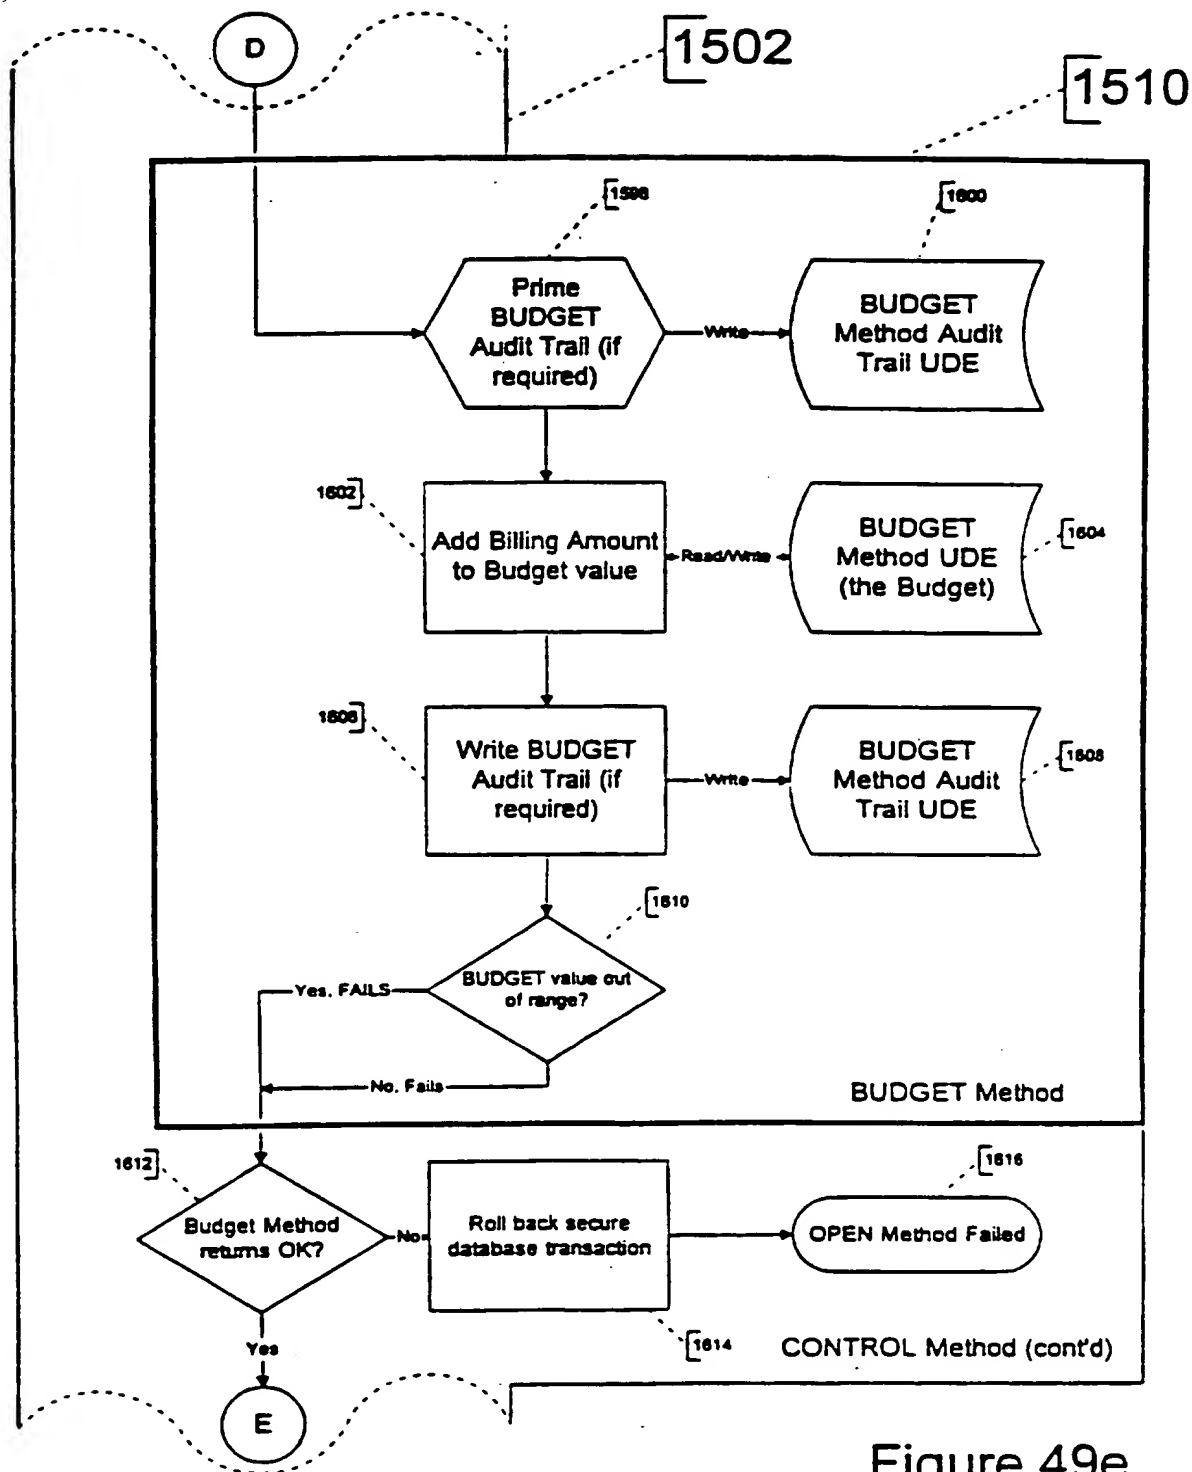 D
1502
1510
1598
1600
Prime
BUDGET
Audit Trail (if
required)
Write
BUDGET
Method Audit
Trail UDE
1602
Add Billing Amount
to Budget value
Read/Write
BUDGET
Method UDE
(the Budget)
1604
1606
Write BUDGET
Audit Trail (if
required)
Write
BUDGET
Method Audit
Trail UDE
1608
1610
BUDGET value out
of range?
Yes, FAILS
No, Fails
BUDGET Method
1612
Budget Method
returns OK?
No
Roll back secure
database transaction
1616
OPEN Method Failed
1614
CONTROL Method (cont'd)
Yes
E
Figure 49e